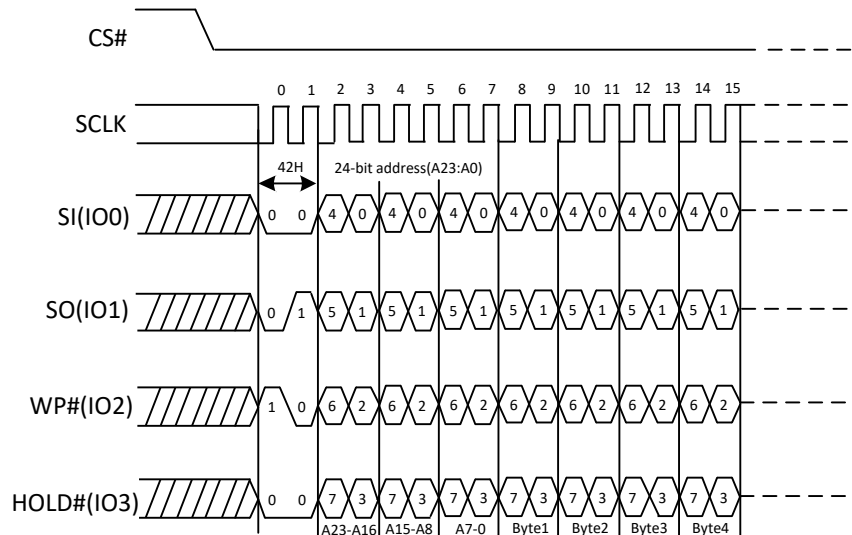 CS#
0 1 2 3 4 5 6 7 8 9 10 11 12 13 14 15
SCLK
42H 24-bit address(A23:A0)
SI(IO0) 0 0 4 0 4 0 4 0 4 0 4 0 4 0 4 0
SO(IO1) 0 1 5 1 5 1 5 1 5 1 5 1 5 1 5 1
WP#(IO2) 1 0 6 2 6 2 6 2 6 2 6 2 6 2 6 2
HOLD#(IO3) 0 0 7 3 7 3 7 3 7 3 7 3 7 3 7 3
A23-A16 A15-A8 A7-0 Byte1 Byte2 Byte3 Byte4